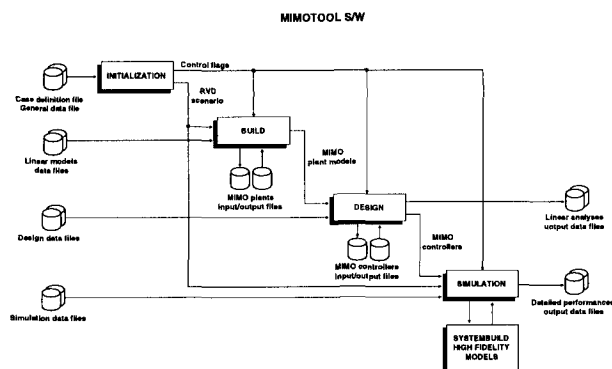 MIMOTOOL S/W
INITIALIZATION
Control flags
Case definition file
General data file
RVD
scenario
BUILD
Linear models
data files
MIMO
plant models
MIMO plants
input/output files
DESIGN
Design data files
Linear analyses
uotput data files
MIMO
controllers
MIMO controllers
input/output files
SIMULATION
Simulation data files
Detailed performances
output data files
SYSTEMBUILD
HIGH FIDELITY
MODELS